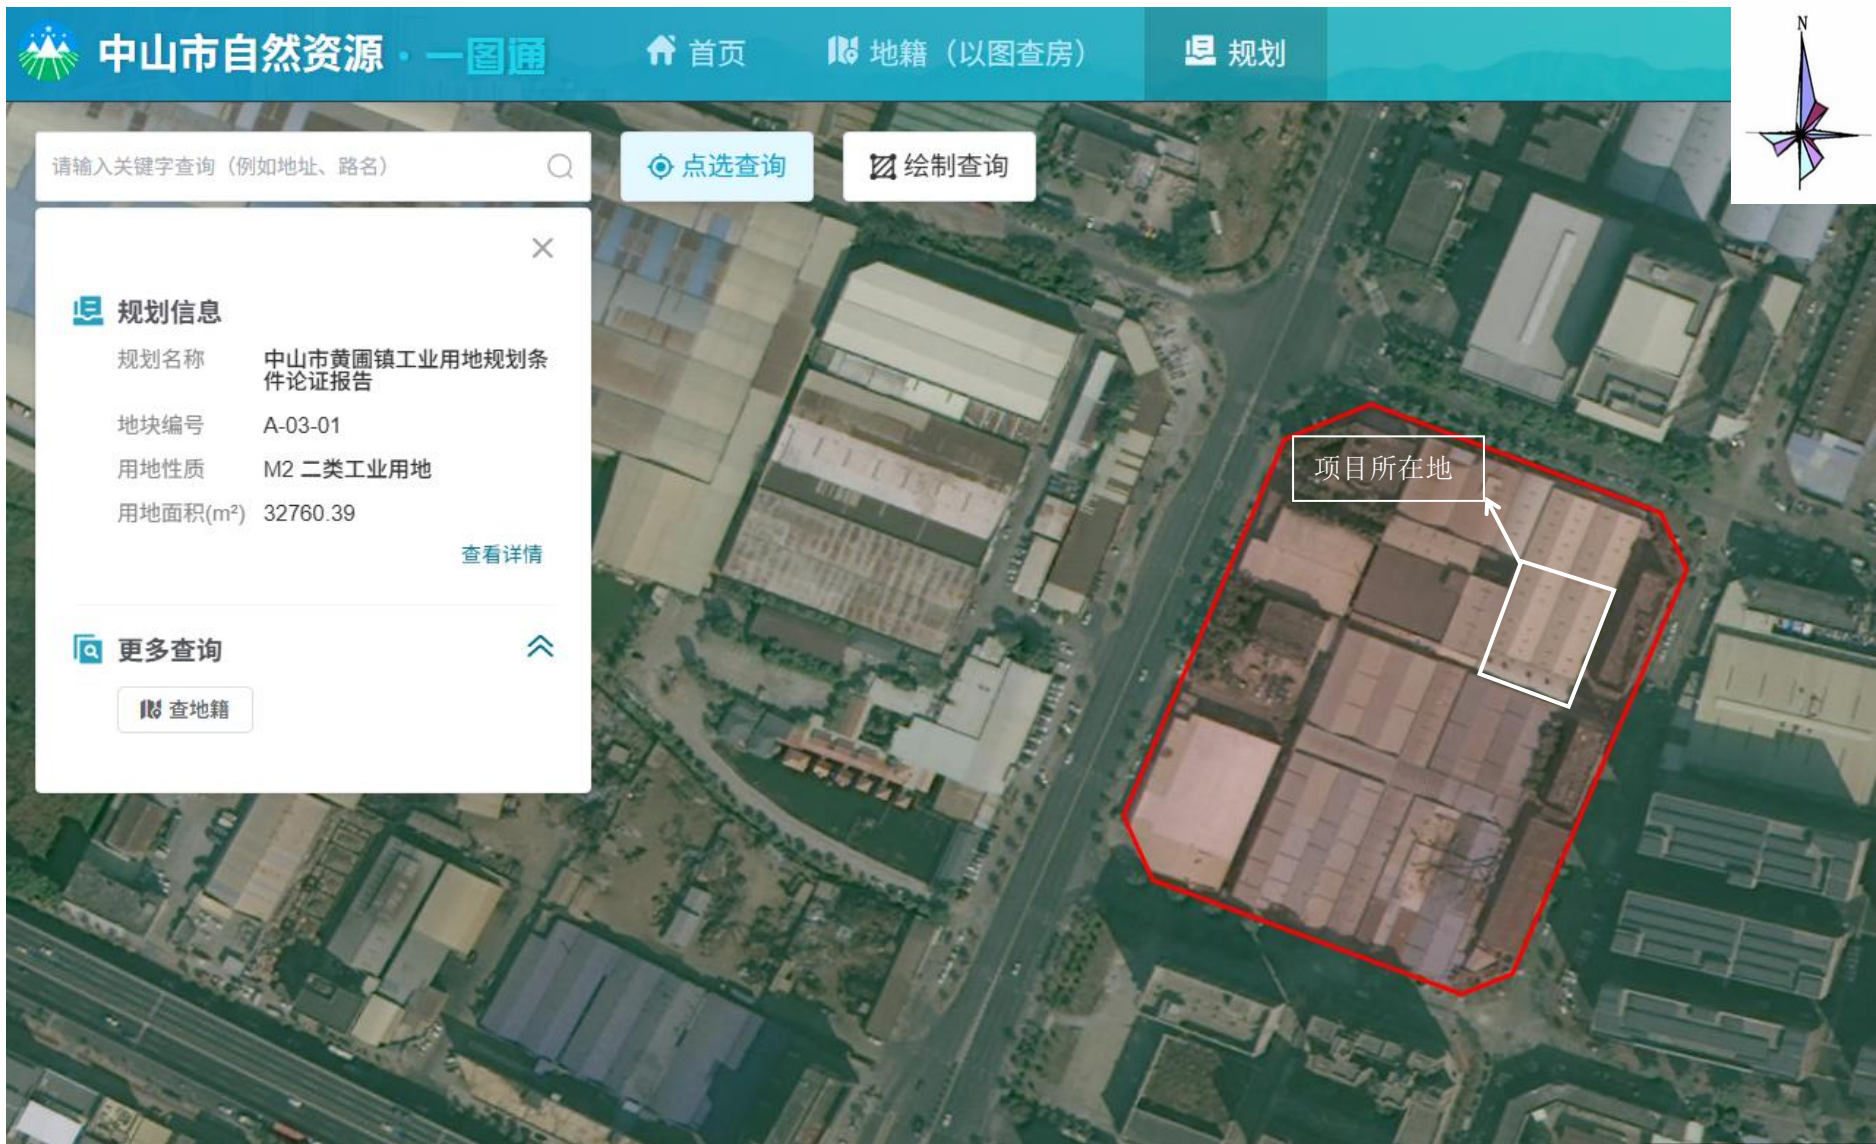 中山市自然资源·一图通
首页
地籍（以图查房）
规划
N
请输入关键字查询（例如地址、路名）
点选查询
绘制查询
规划信息
规划名称 中山市黄圃镇工业用地规划条
件论证报告
地块编号 A-03-01
用地性质 M2 二类工业用地
用地面积(m²) 32760.39
查看详情
更多查询
查地籍
项目所在地